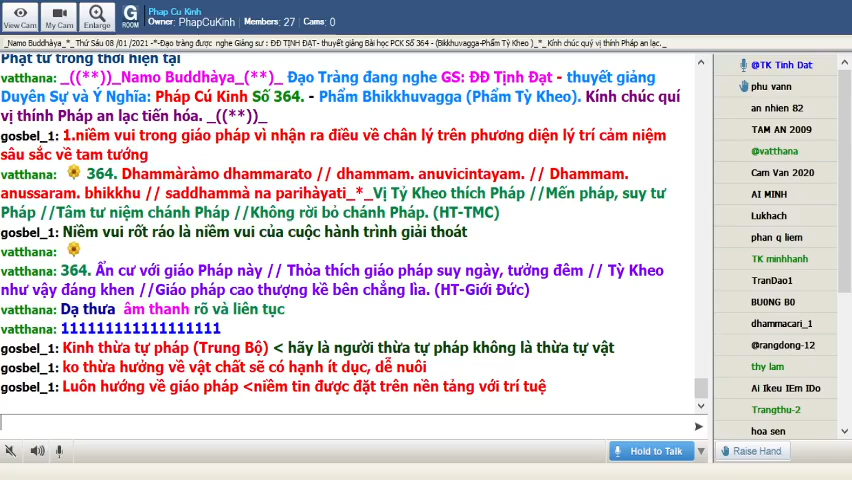 View Cam
My Cam
Enlarge
G
ROOM
Phap Cu Kinh
Owner: PhapCuKinh | Members: 27 | Cams: 0
_Namo Buddhàya_*_ Thứ Sáu 08 /01 /2021 -*-Đạo tràng được nghe Giảng sư : ĐĐ TỊNH ĐẠT- thuyết giảng Bài học PCK Số 364 - (Bikkhuvagga-Phẩm Tỳ Kheo )_*_ Kính chúc quý vị thính Pháp an lạc._
Phật tử trong thời hiện tại
vatthana: _((**))_Namo Buddhàya_(**)_ Đạo Tràng đang nghe GS: ĐĐ Tịnh Đạt - thuyết giảng
Duyên Sự và Ý Nghĩa: Pháp Cú Kinh Số 364. - Phẩm Bhikkhuvagga (Phẩm Tỳ Kheo). Kính chúc quí
vị thính Pháp an lạc tiến hóa. _((**))_
gosbel_1: 1.niềm vui trong giáo pháp vì nhận ra điều về chân lý trên phương diện lý trí cảm niệm
sâu sắc về tam tướng
vatthana: 364. Dhammàràmo dhammarato // dhammam. anuvicintayam. // Dhammam.
anussaram. bhikkhu // saddhammà na parihàyati_*_Vị Tỷ Kheo thích Pháp //Mến pháp, suy tư
Pháp //Tâm tư niệm chánh Pháp //Không rời bỏ chánh Pháp. (HT-TMC)
gosbel_1: Niềm vui rốt ráo là niềm vui của cuộc hành trình giải thoát
vatthana:
vatthana: 364. Ẩn cư với giáo Pháp này // Thỏa thích giáo pháp suy ngày, tưởng đêm // Tỳ Kheo
như vậy đáng khen //Giáo pháp cao thượng kề bên chẳng lìa. (HT-Giới Đức)
vatthana: Dạ thưa âm thanh rõ và liên tục
vatthana: 111111111111111111
gosbel_1: Kinh thừa tự pháp (Trung Bộ) < hãy là người thừa tự pháp không là thừa tự vật
gosbel_1: ko thừa hưởng về vật chất sẽ có hạnh ít dục, dễ nuôi
gosbel_1: Luôn hướng về giáo pháp <niềm tin được đặt trên nền tảng với trí tuệ
Hold to Talk
@TK Tinh Dat
phu vann
an nhien 82
TAM AN 2009
@vatthana
Cam Van 2020
AI MINH
Lukhach
phan q liem
TK minhhanh
TranDao1
BU0NG B0
dhammacari_1
@rangdong-12
thy lam
Ai Ikeu IEm IDo
Trangthu-2
hoa sen
Raise Hand